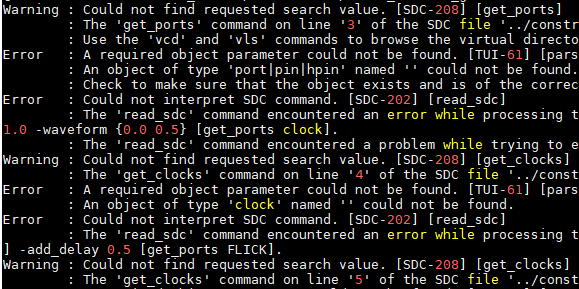 Warning : Could not find requested search value. [SDC-208] [get_ports]
: The 'get_ports' command on line '3' of the SDC file '../constr
: Use the 'vcd' and 'vls' commands to browse the virtual directo
Error : A required object parameter could not be found. [TUI-61] [pars
: An object of type 'port|pin|hpin' named '' could not be found.
: Check to make sure that the object exists and is of the correc
Error : Could not interpret SDC command. [SDC-202] [read_sdc]
: The 'read_sdc' command encountered an error while processing t
1.0 -waveform {0.0 0.5} [get_ports clock].
: The 'read_sdc' command encountered a problem while trying to e
Warning : Could not find requested search value. [SDC-208] [get_clocks]
: The 'get_clocks' command on line '4' of the SDC file '../const
Error : A required object parameter could not be found. [TUI-61] [pars
: An object of type 'clock' named '' could not be found.
Error : Could not interpret SDC command. [SDC-202] [read_sdc]
: The 'read_sdc' command encountered an error while processing t
] -add_delay 0.5 [get_ports FLICK].
Warning : Could not find requested search value. [SDC-208] [get_clocks]
: The 'get_clocks' command on line '5' of the SDC file '../const